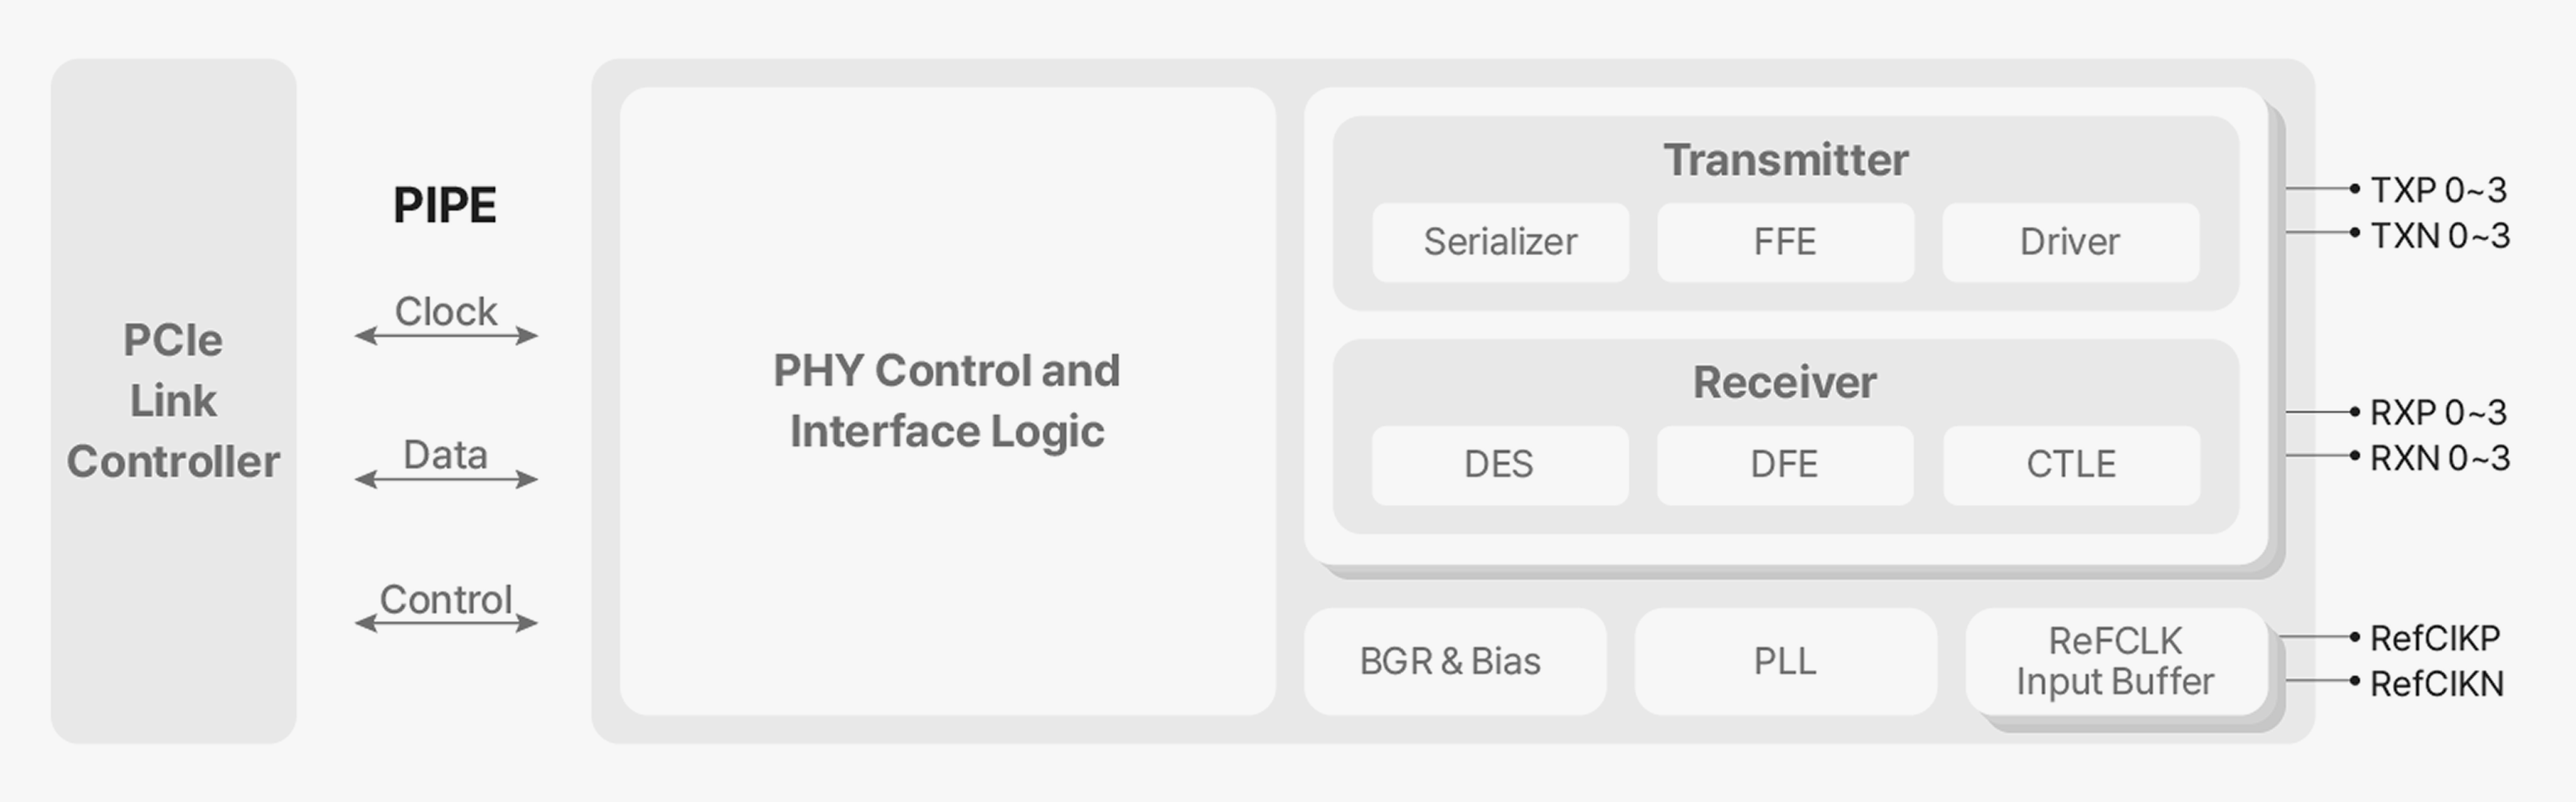 PCIe
Link
Controller
PIPE
Clock
Data
Control
PHY Control and
Interface Logic
Transmitter
Serializer
FFE
Driver
Receiver
DES
DFE
CTLE
BGR & Bias
PLL
ReFCLK
Input Buffer
TXP 0~3
TXN 0~3
RXP 0~3
RXN 0~3
RefCIKP
RefCIKN